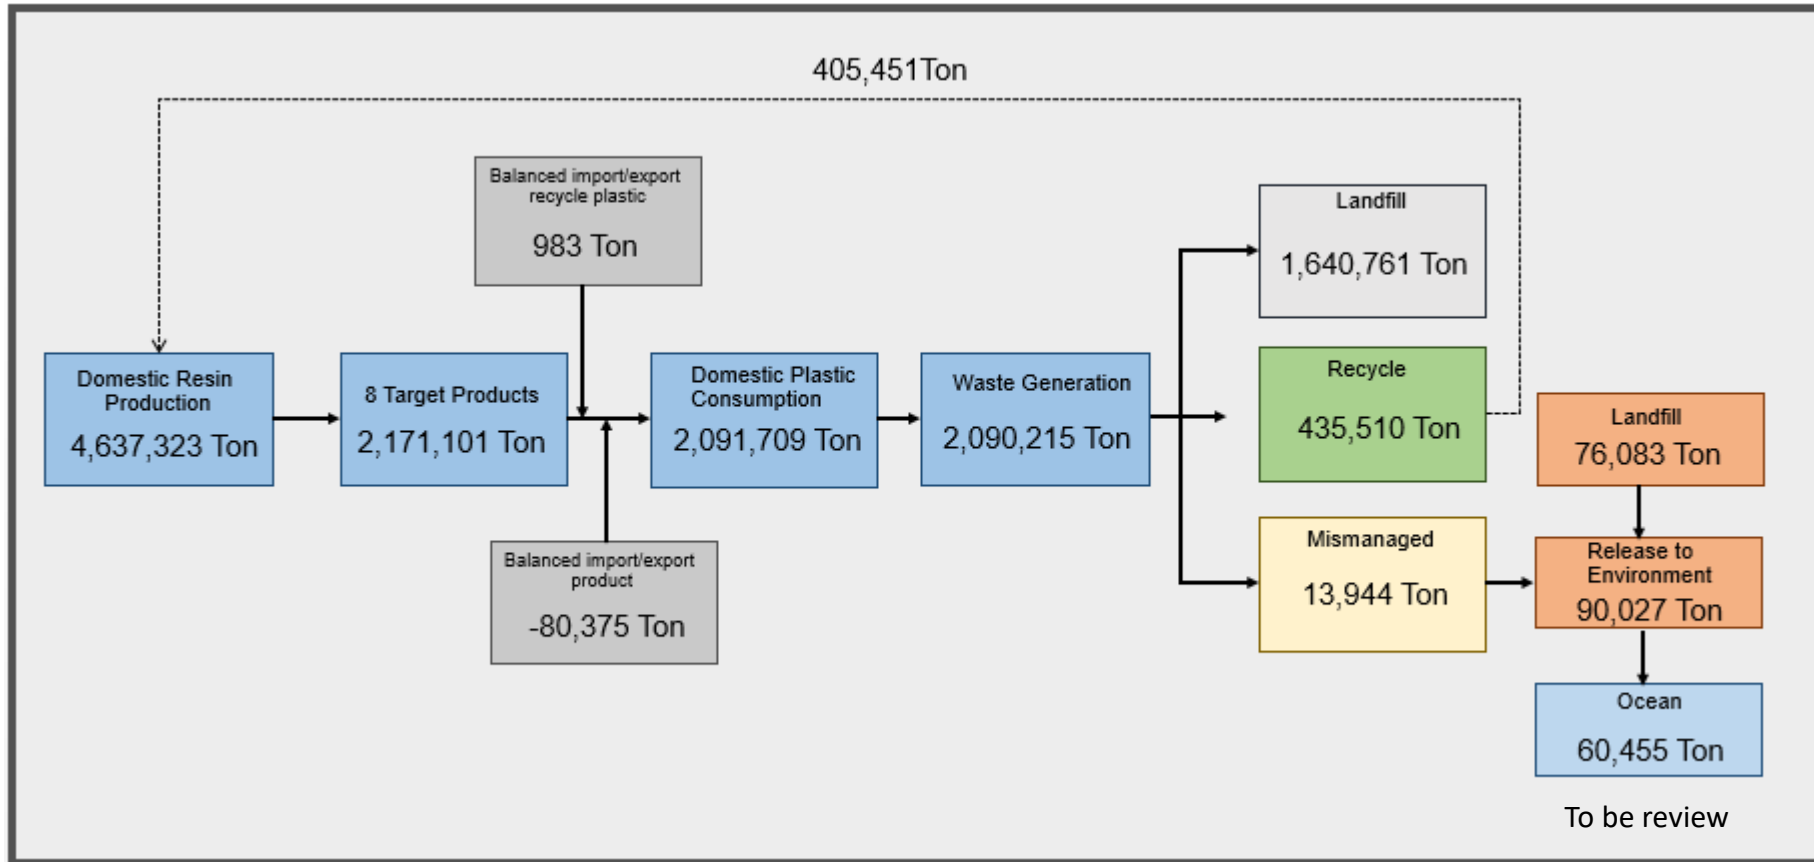 405,451Ton
Balanced import/export
recycle plastic
983 Ton
Landfill
1,640,761 Ton
Domestic Resin
Production
4,637,323 Ton
8 Target Products
2,171,101 Ton
Domestic Plastic
Consumption
2,091,709 Ton
Waste Generation
2,090,215 Ton
Recycle
435,510 Ton
Landfill
76,083 Ton
Balanced import/export
product
-80,375 Ton
Mismanaged
13,944 Ton
Release to
Environment
90,027 Ton
Ocean
60,455 Ton
To be review